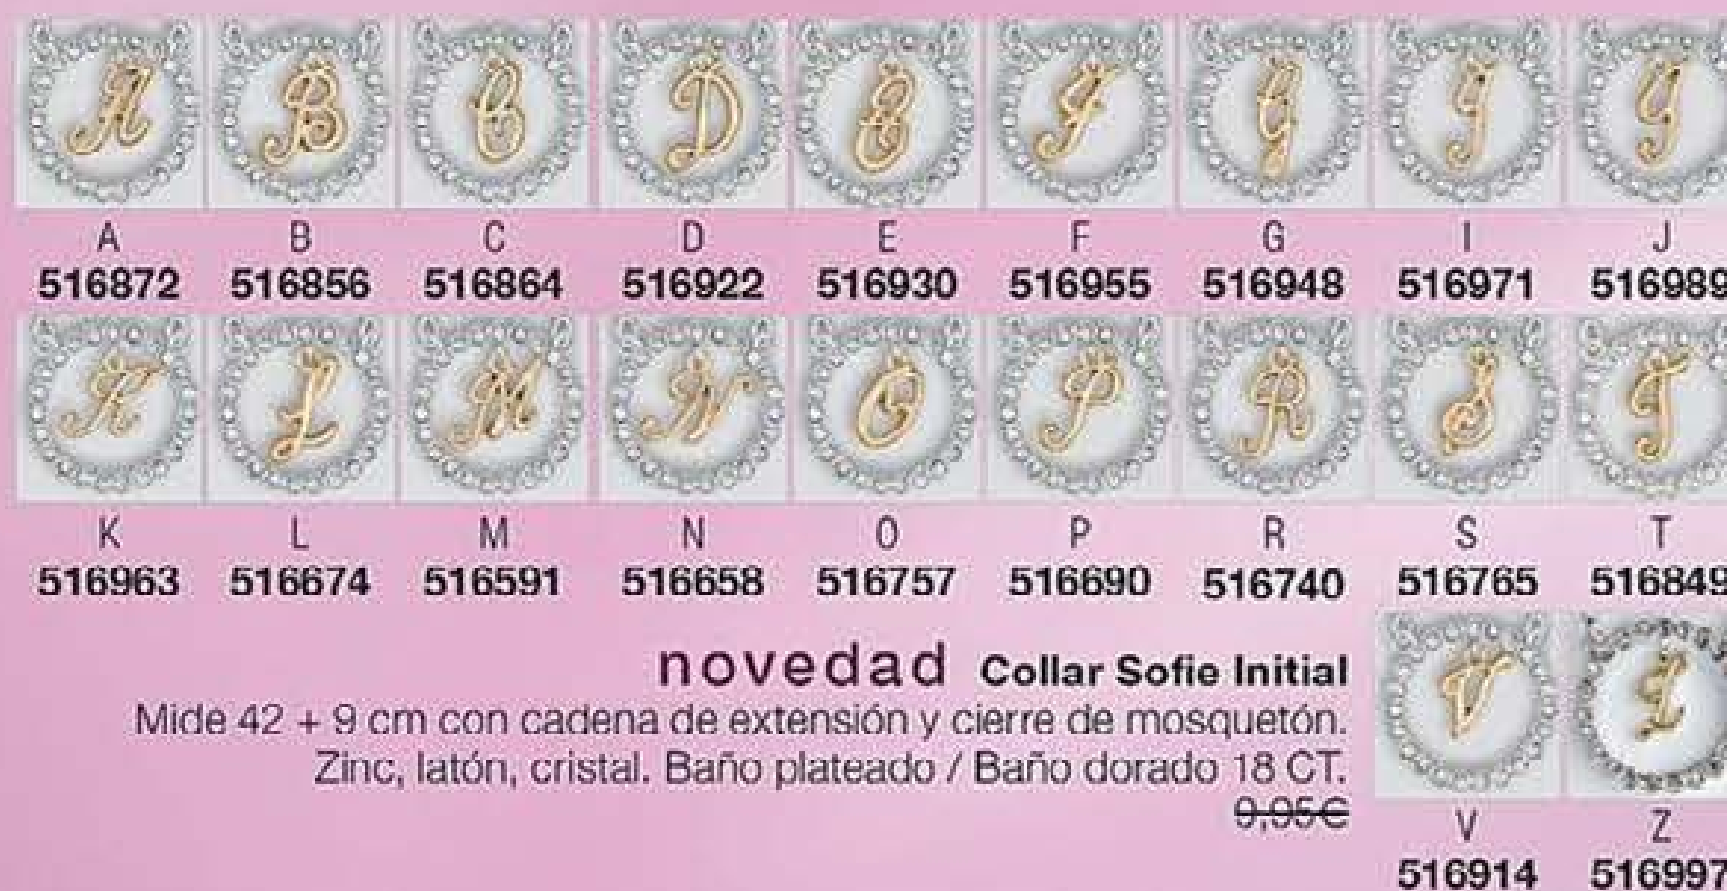 A B C D E F G I J
516872 516856 516864 516922 516930 516955 516948 516971 516989
K L M N O P R S T
516963 516674 516591 516658 516757 516690 516740 516765 516849
novedad Collar Sofie Initial
Mide 42 + 9 cm con cadena de extensión y cierre de mosquetón.
Zinc, latón, cristal. Baño plateado / Baño dorado 18 CT.
9,95€
V Z
516914 516997